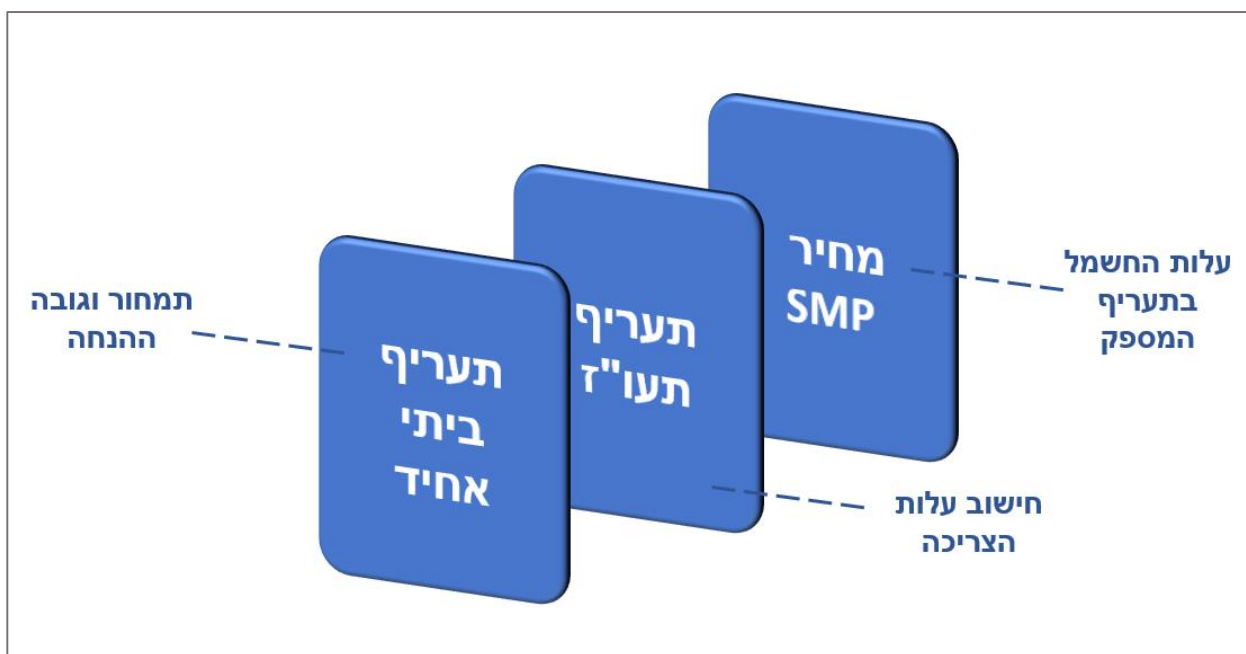 מחיר
SMP
עלות החשמל
בתעריף
המספק
תעריף
תעו"ז
חישוב עלות
הצריכה
תעריף
ביתי
אחיד
תמחור וגובה
ההנחה